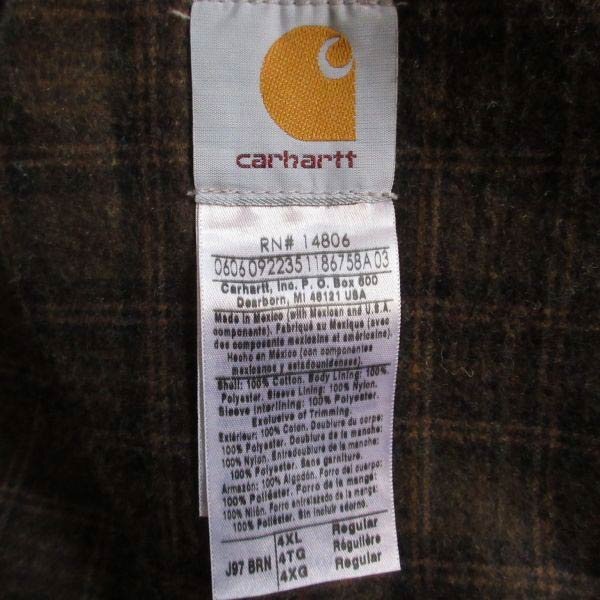 carhartt
RN# 14806
06060922351186758A 03
Carhartt, Inc. P. O. Box 600
Dearborn, MI 48121 USA
Made in Mexico (with Mexican and U.S.A.
components). Fabriqué au Mexique (avec
des composants mexicains et américains).
Hecho en México (con componentes
mexicanos y estadounidenses).
Shell: 100% Cotton. Body Lining: 100%
Polyester. Sleeve Lining: 100% Nylon.
Sleeve Interlining: 100% Polyester.
Exclusive of Trimming.
Extérieur: 100% Coton. Doublure du corps:
100% Polyester. Doublure de la manche:
100% Nylon. Entredoublure de la manche:
100% Polyester. Sans garniture.
Armazón: 100% Algodón. Forro del cuerpo:
100% Poliéster. Forro de la manga:
100% Nilón. Forro entrelazado de la manga:
100% Poliéster. Sin incluir adorno.
J97 BRN
4XL Regular
4TG Régulière
4XG Regular